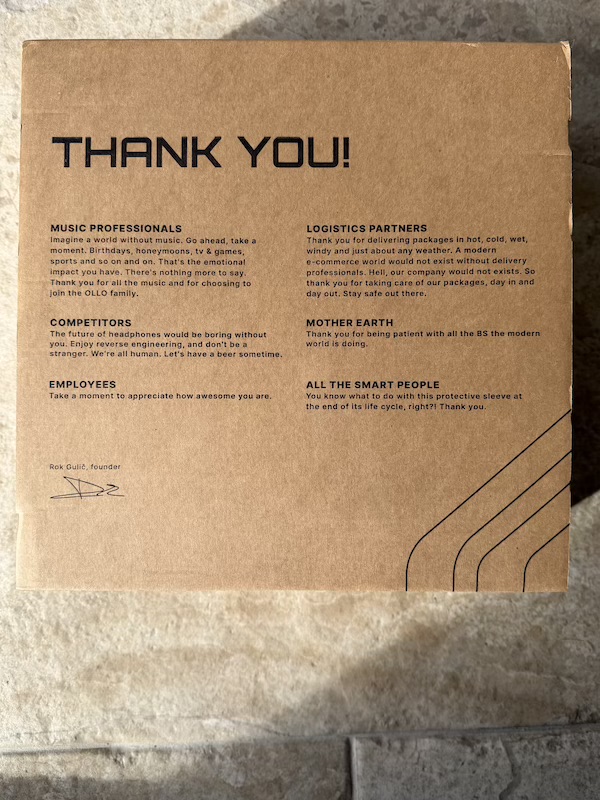 THANK YOU!
MUSIC PROFESSIONALS
Imagine a world without music. Go ahead, take a
moment. Birthdays, honeymoons, tv & games,
sports and so on and on. That's the emotional
impact you have. There's nothing more to say.
Thank you for all the music and for choosing to
join the OLLO family.
COMPETITORS
The future of headphones would be boring without
you. Enjoy reverse engineering, and don't be a
stranger. We're all human. Let's have a beer sometime.
EMPLOYEES
Take a moment to appreciate how awesome you are.
LOGISTICS PARTNERS
Thank you for delivering packages in hot, cold, wet,
windy and just about any weather. A modern
e-commerce world would not exist without delivery
professionals. Hell, our company would not exists. So
thank you for taking care of our packages, day in and
day out. Stay safe out there.
MOTHER EARTH
Thank you for being patient with all the BS the modern
world is doing.
ALL THE SMART PEOPLE
You know what to do with this protective sleeve at
the end of its life cycle, right?! Thank you.
Rok Gulič, founder